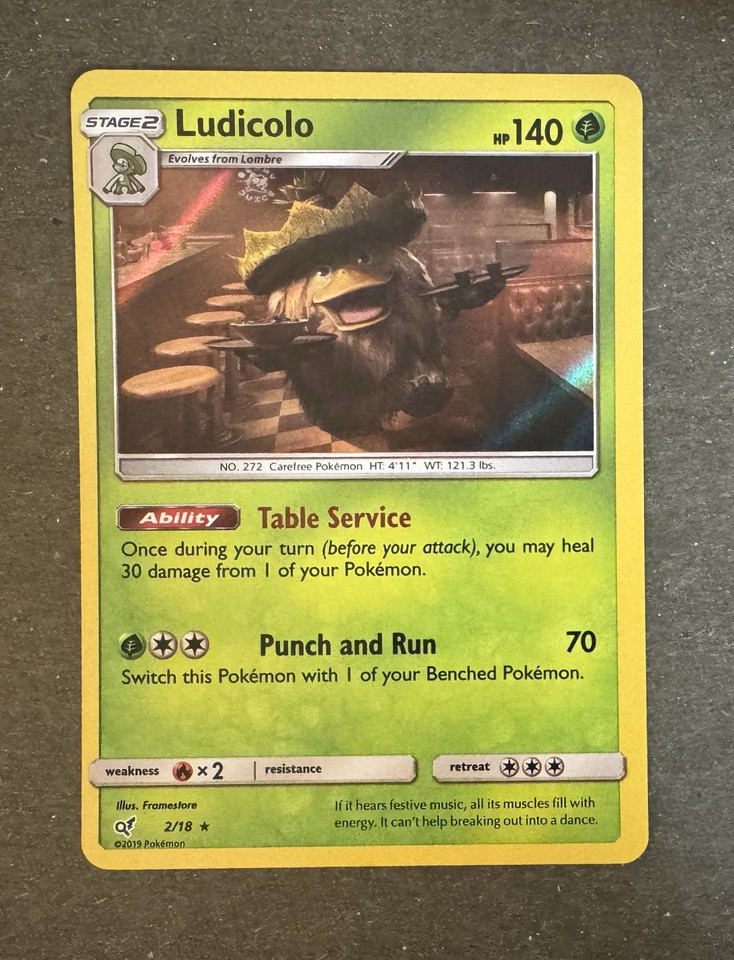 STAGE2
Ludicolo
HP 140
Evolves from Lombre
NO. 272 Carefree Pokémon HT: 4'11" WT: 121.3 lbs.
Ability Table Service
Once during your turn (before your attack), you may heal
30 damage from 1 of your Pokémon.
Punch and Run 70
Switch this Pokémon with 1 of your Benched Pokémon.
weakness ×2 resistance
retreat
Illus. Framestore
2/18 ★
©2019 Pokémon
If it hears festive music, all its muscles fill with
energy. It can't help breaking out into a dance.